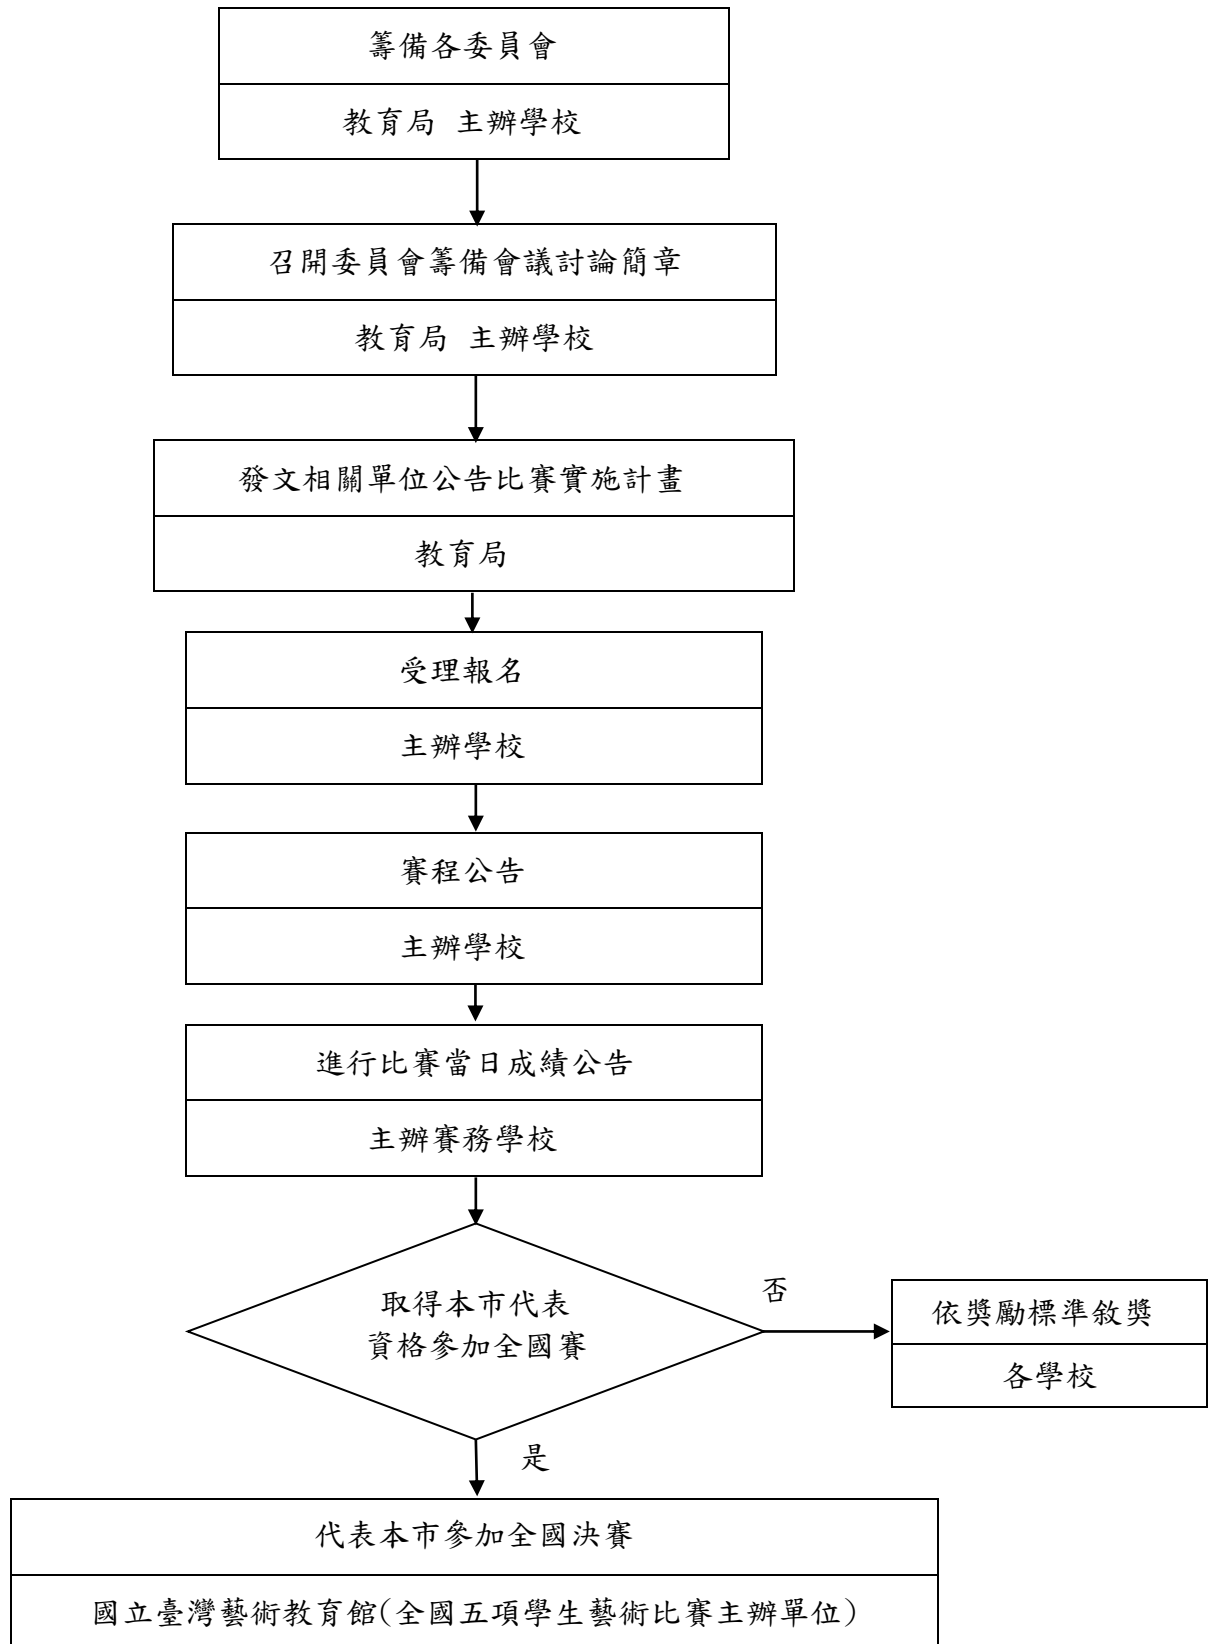 籌備各委員會
教育局 主辦學校
召開委員會籌備會議討論簡章
教育局 主辦學校
發文相關單位公告比賽實施計畫
教育局
受理報名
主辦學校
賽程公告
主辦學校
進行比賽當日成績公告
主辦賽務學校
取得本市代表
資格參加全國賽
否
依獎勵標準敘獎
各學校
是
代表本市參加全國決賽
國立臺灣藝術教育館(全國五項學生藝術比賽主辦單位)